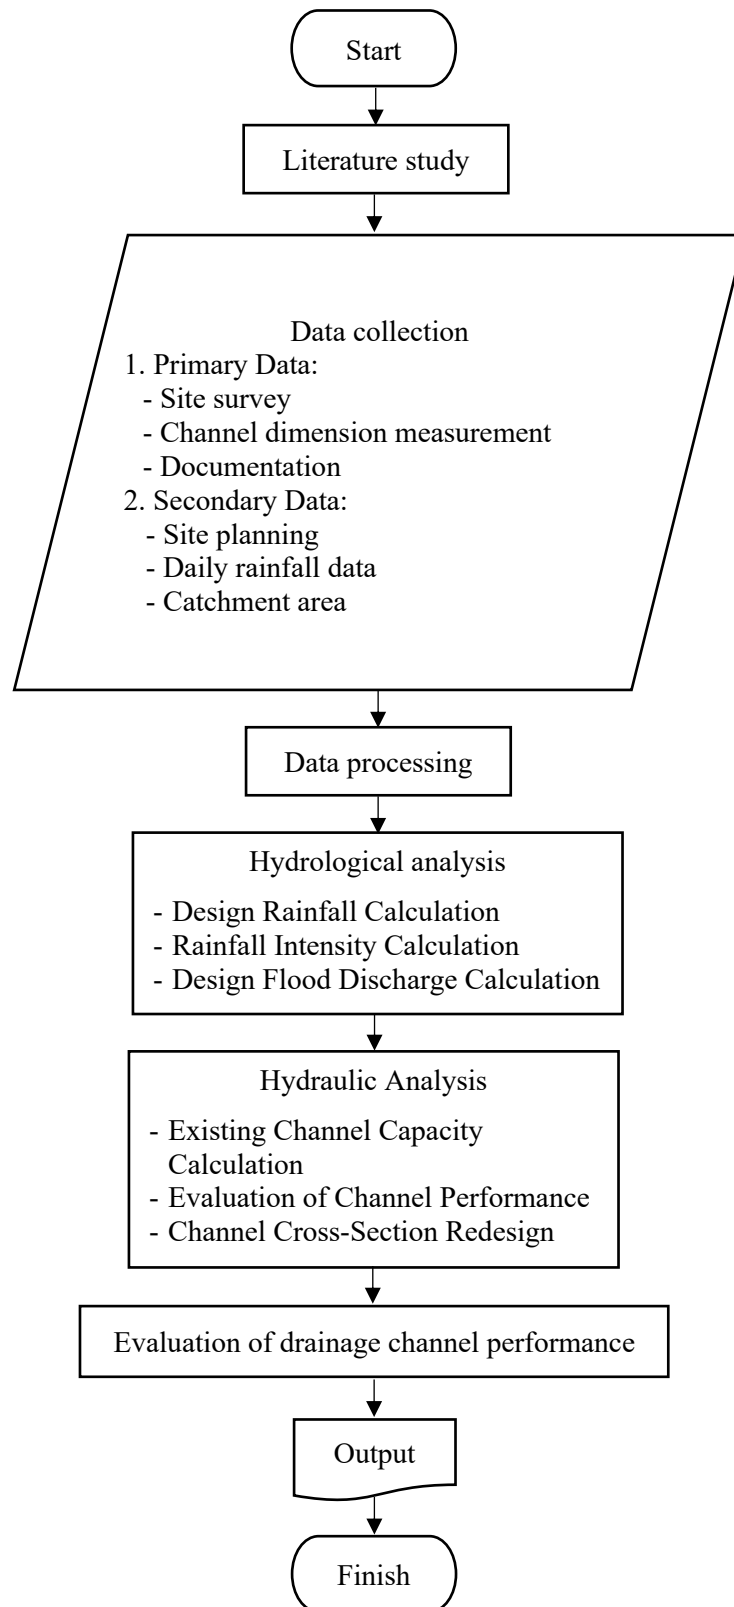 Start
Literature study
Data collection
1. Primary Data:
- Site survey
- Channel dimension measurement
- Documentation
2. Secondary Data:
- Site planning
- Daily rainfall data
- Catchment area
Data processing
Hydrological analysis
- Design Rainfall Calculation
- Rainfall Intensity Calculation
- Design Flood Discharge Calculation
Hydraulic Analysis
- Existing Channel Capacity
Calculation
- Evaluation of Channel Performance
- Channel Cross-Section Redesign
Evaluation of drainage channel performance
Output
Finish